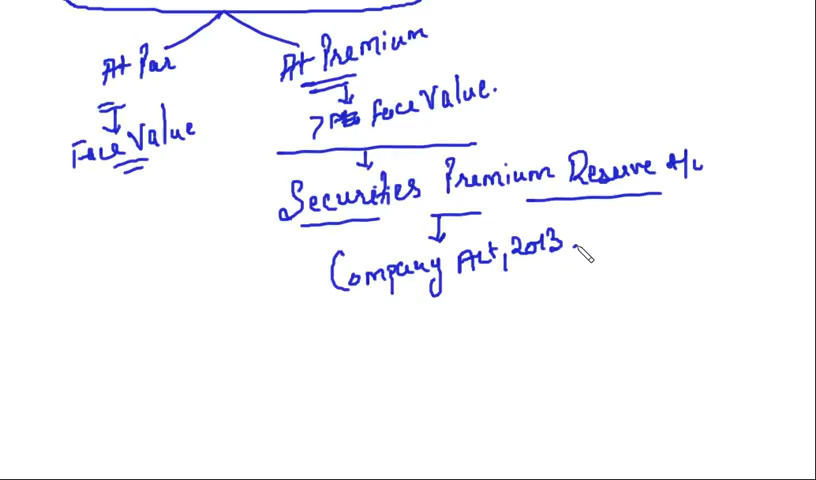 At Par
At Premium
Face Value
> Face Value.
Securities Premium Reserve A/c
Company Act, 2013